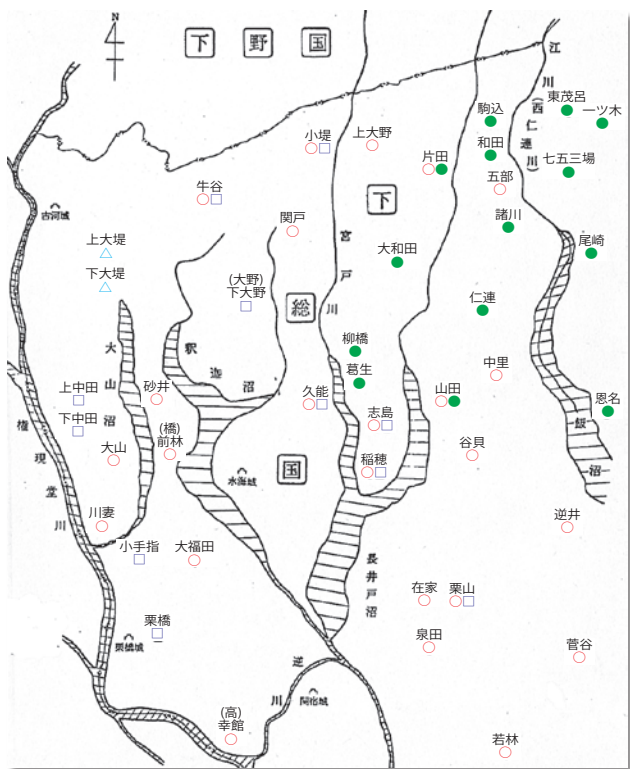 N
下野国
江川(西仁連川)
東茂呂
一ツ木
駒込
小堤
上大野
和田
片田
七五三場
五部
牛谷
下
古河城
関戸
諸川
宮戸川
上大堤
大和田
尾崎
下大堤
(大野)
下大野
総
仁連
大山沼
釈迦沼
柳橋
葛生
中里
上中田
砂井
久能
山田
恩名
下中田
志島
飯沼
権現堂川
(橋)
前林
大山
国
稲穂
谷貝
水海城
川妻
逆井
小手指
大福田
長井戸沼
在家
栗山
栗橋
泉田
栗橋城
菅谷
逆川
関宿城
(高)
幸館
若林